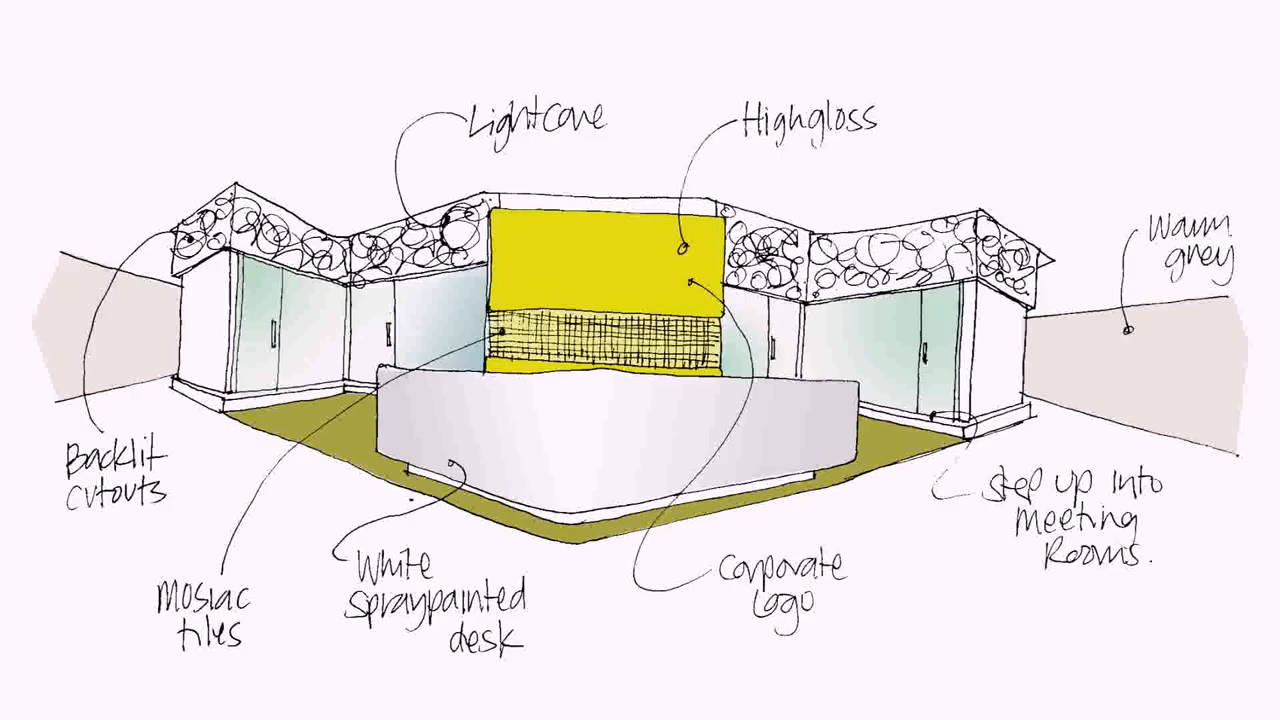 Lightcove
Highgloss
Warm
grey
Backlit
cutouts
Step up into
Meeting
Rooms.
White
spraypainted
desk
Corporate
Logo
Mosiac
tiles